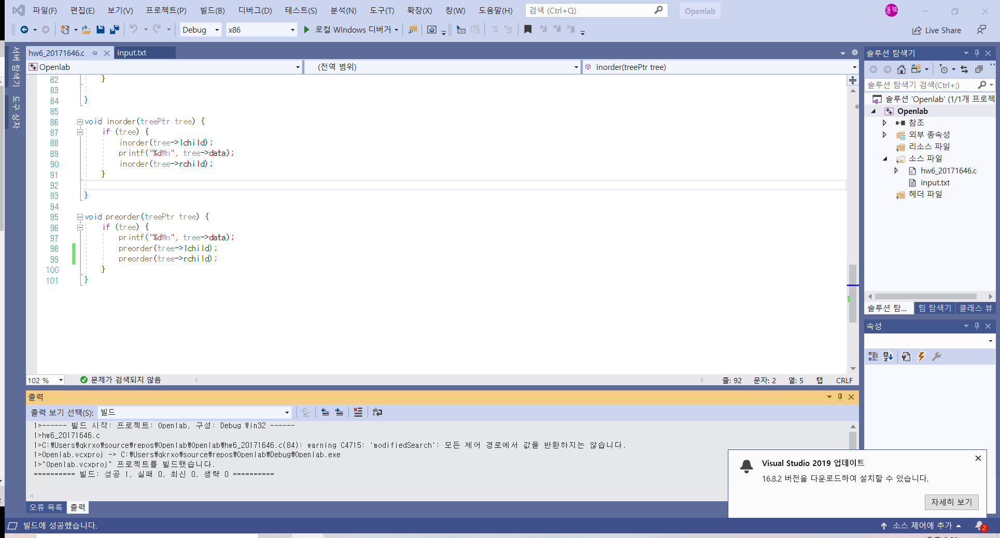 파일(F) 편집(E) 보기(V) 프로젝트(P) 빌드(B) 디버그(D) 테스트(S) 분석(N) 도구(T) 확장(X) 창(W) 도움말(H) 검색 (Ctrl+Q) Openlab 태부
Debug x86 로컬 Windows 디버거 Live Share
서버 탐색기
도구 상자
hw6_20171646.c input.txt
Openlab (전역 범위) inorder(treePtr tree)
82 }
83
84 }
85
86 void inorder(treePtr tree) {
87 if (tree) {
88 inorder(tree->lchild);
89 printf("%d₩n", tree->data);
90 inorder(tree->rchild);
91 }
92
93 }
94
95 void preorder(treePtr tree) {
96 if (tree) {
97 printf("%d₩n", tree->data);
98 preorder(tree->lchild);
99 preorder(tree->rchild);
100 }
101 }
102 % 문제가 검색되지 않음 줄: 92 문자: 2 열: 5 탭 CRLF
출력
출력 보기 선택(S): 빌드
1>------ 빌드 시작: 프로젝트: Openlab, 구성: Debug Win32 ------
1>hw6_20171646.c
1>C:₩Users₩qkrxo₩source₩repos₩Openlab₩Openlab₩hw6_20171646.c(84): warning C4715: 'modifiedSearch': 모든 제어 경로에서 값을 반환하지는 않습니다.
1>Openlab.vcxproj -> C:₩Users₩qkrxo₩source₩repos₩Openlab₩Debug₩Openlab.exe
1>"Openlab.vcxproj" 프로젝트를 빌드했습니다.
========== 빌드: 성공 1, 실패 0, 최신 0, 생략 0 ==========
오류 목록 출력
솔루션 탐색기
솔루션 탐색기 검색(Ctrl+;)
솔루션 'Openlab' (1/1개 프로젝
Openlab
참조
외부 종속성
리소스 파일
소스 파일
hw6_20171646.c
input.txt
헤더 파일
솔루션 탐... 팀 탐색기 클래스 뷰
속성
Visual Studio 2019 업데이트
16.8.2 버전을 다운로드하여 설치할 수 있습니다.
자세히 보기
빌드에 성공했습니다. 소스 제어에 추가 2